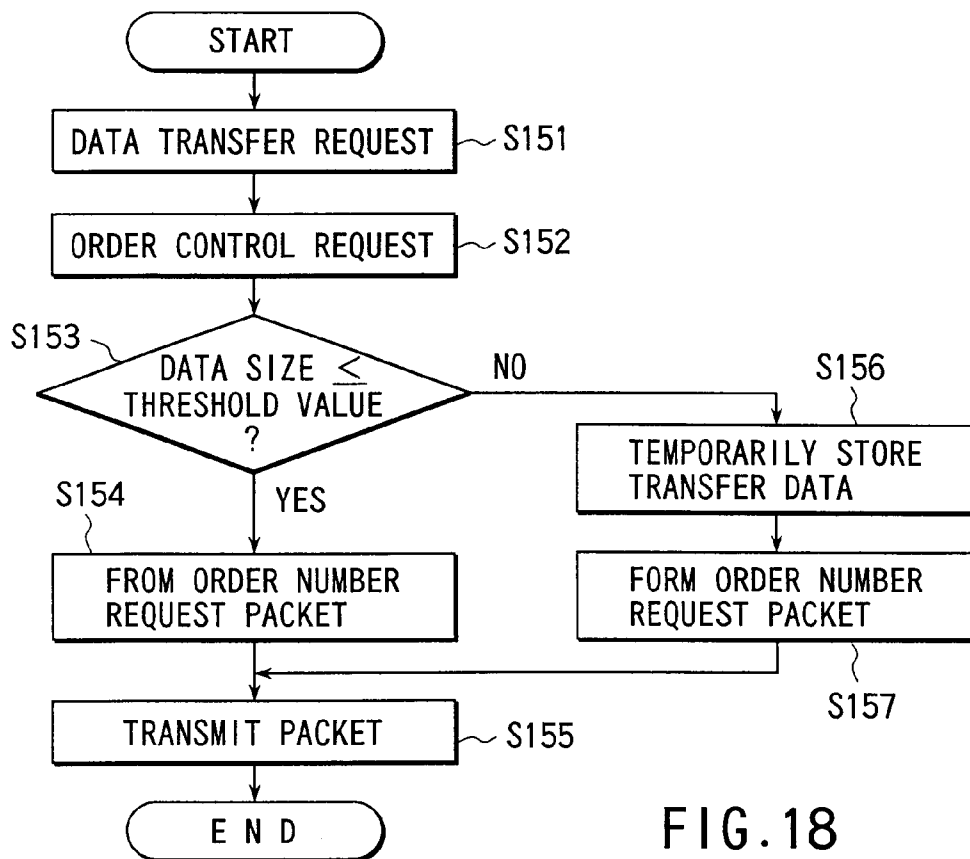 START
DATA TRANSFER REQUEST
S151
ORDER CONTROL REQUEST
S152
S153
DATA SIZE ≤
THRESHOLD VALUE
?
NO
YES
S156
TEMPORARILY STORE
TRANSFER DATA
S154
FROM ORDER NUMBER
REQUEST PACKET
FORM ORDER NUMBER
REQUEST PACKET
S157
TRANSMIT PACKET
S155
END
FIG.18